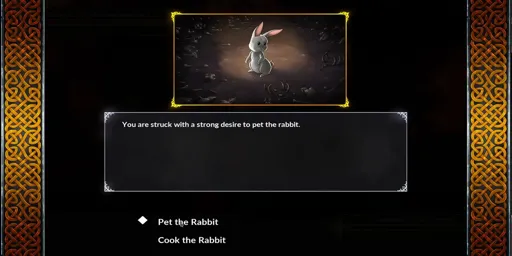 You are struck with a strong desire to pet the rabbit.
Pet the Rabbit
Cook the Rabbit